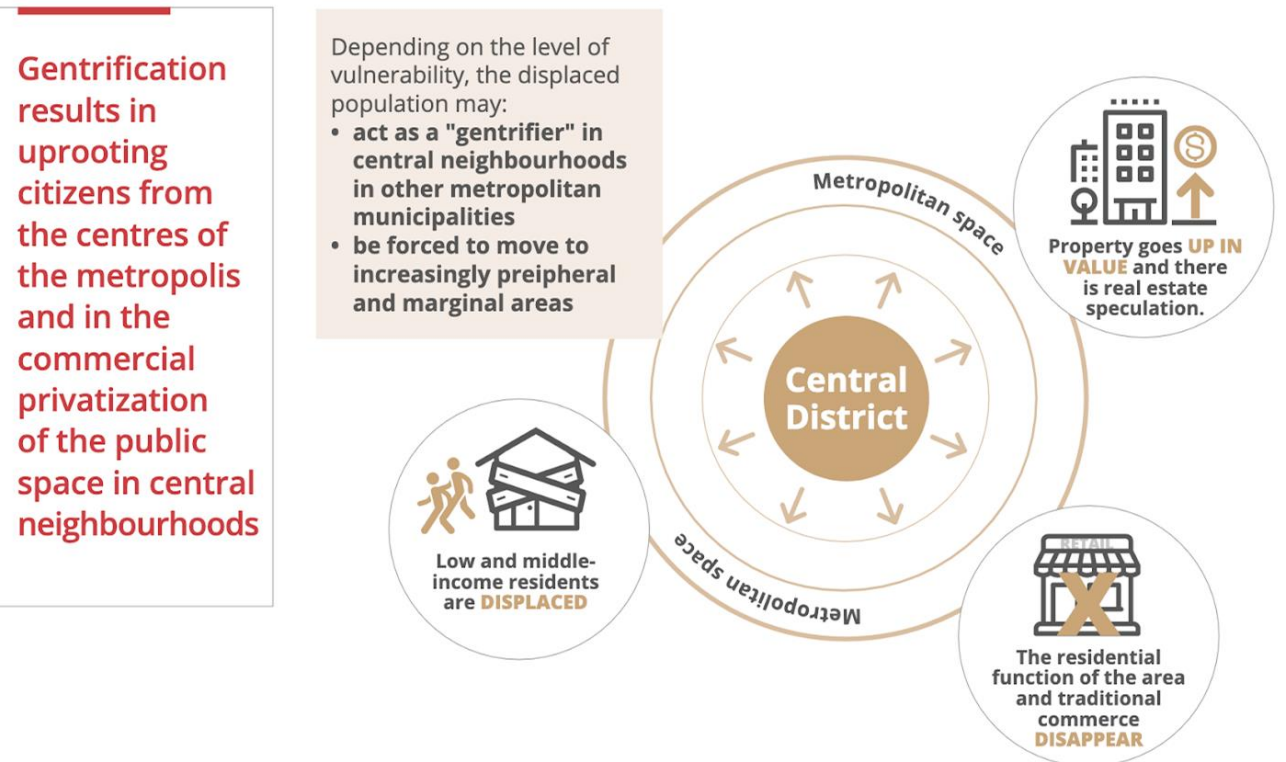 Gentrification
results in
uprooting
citizens from
the centres of
the metropolis
and in the
commercial
privatization
of the public
space in central
neighbourhoods
Depending on the level of
vulnerability, the displaced
population may:
• act as a "gentrifier" in
central neighbourhoods
in other metropolitan
municipalities
• be forced to move to
increasingly preipheral
and marginal areas
Metropolitan space
Central
District
Metropolitan space
Property goes UP IN
VALUE and there
is real estate
speculation.
Low and middle-
income residents
are DISPLACED
RETAIL
The residential
function of the area
and traditional
commerce
DISAPPEAR